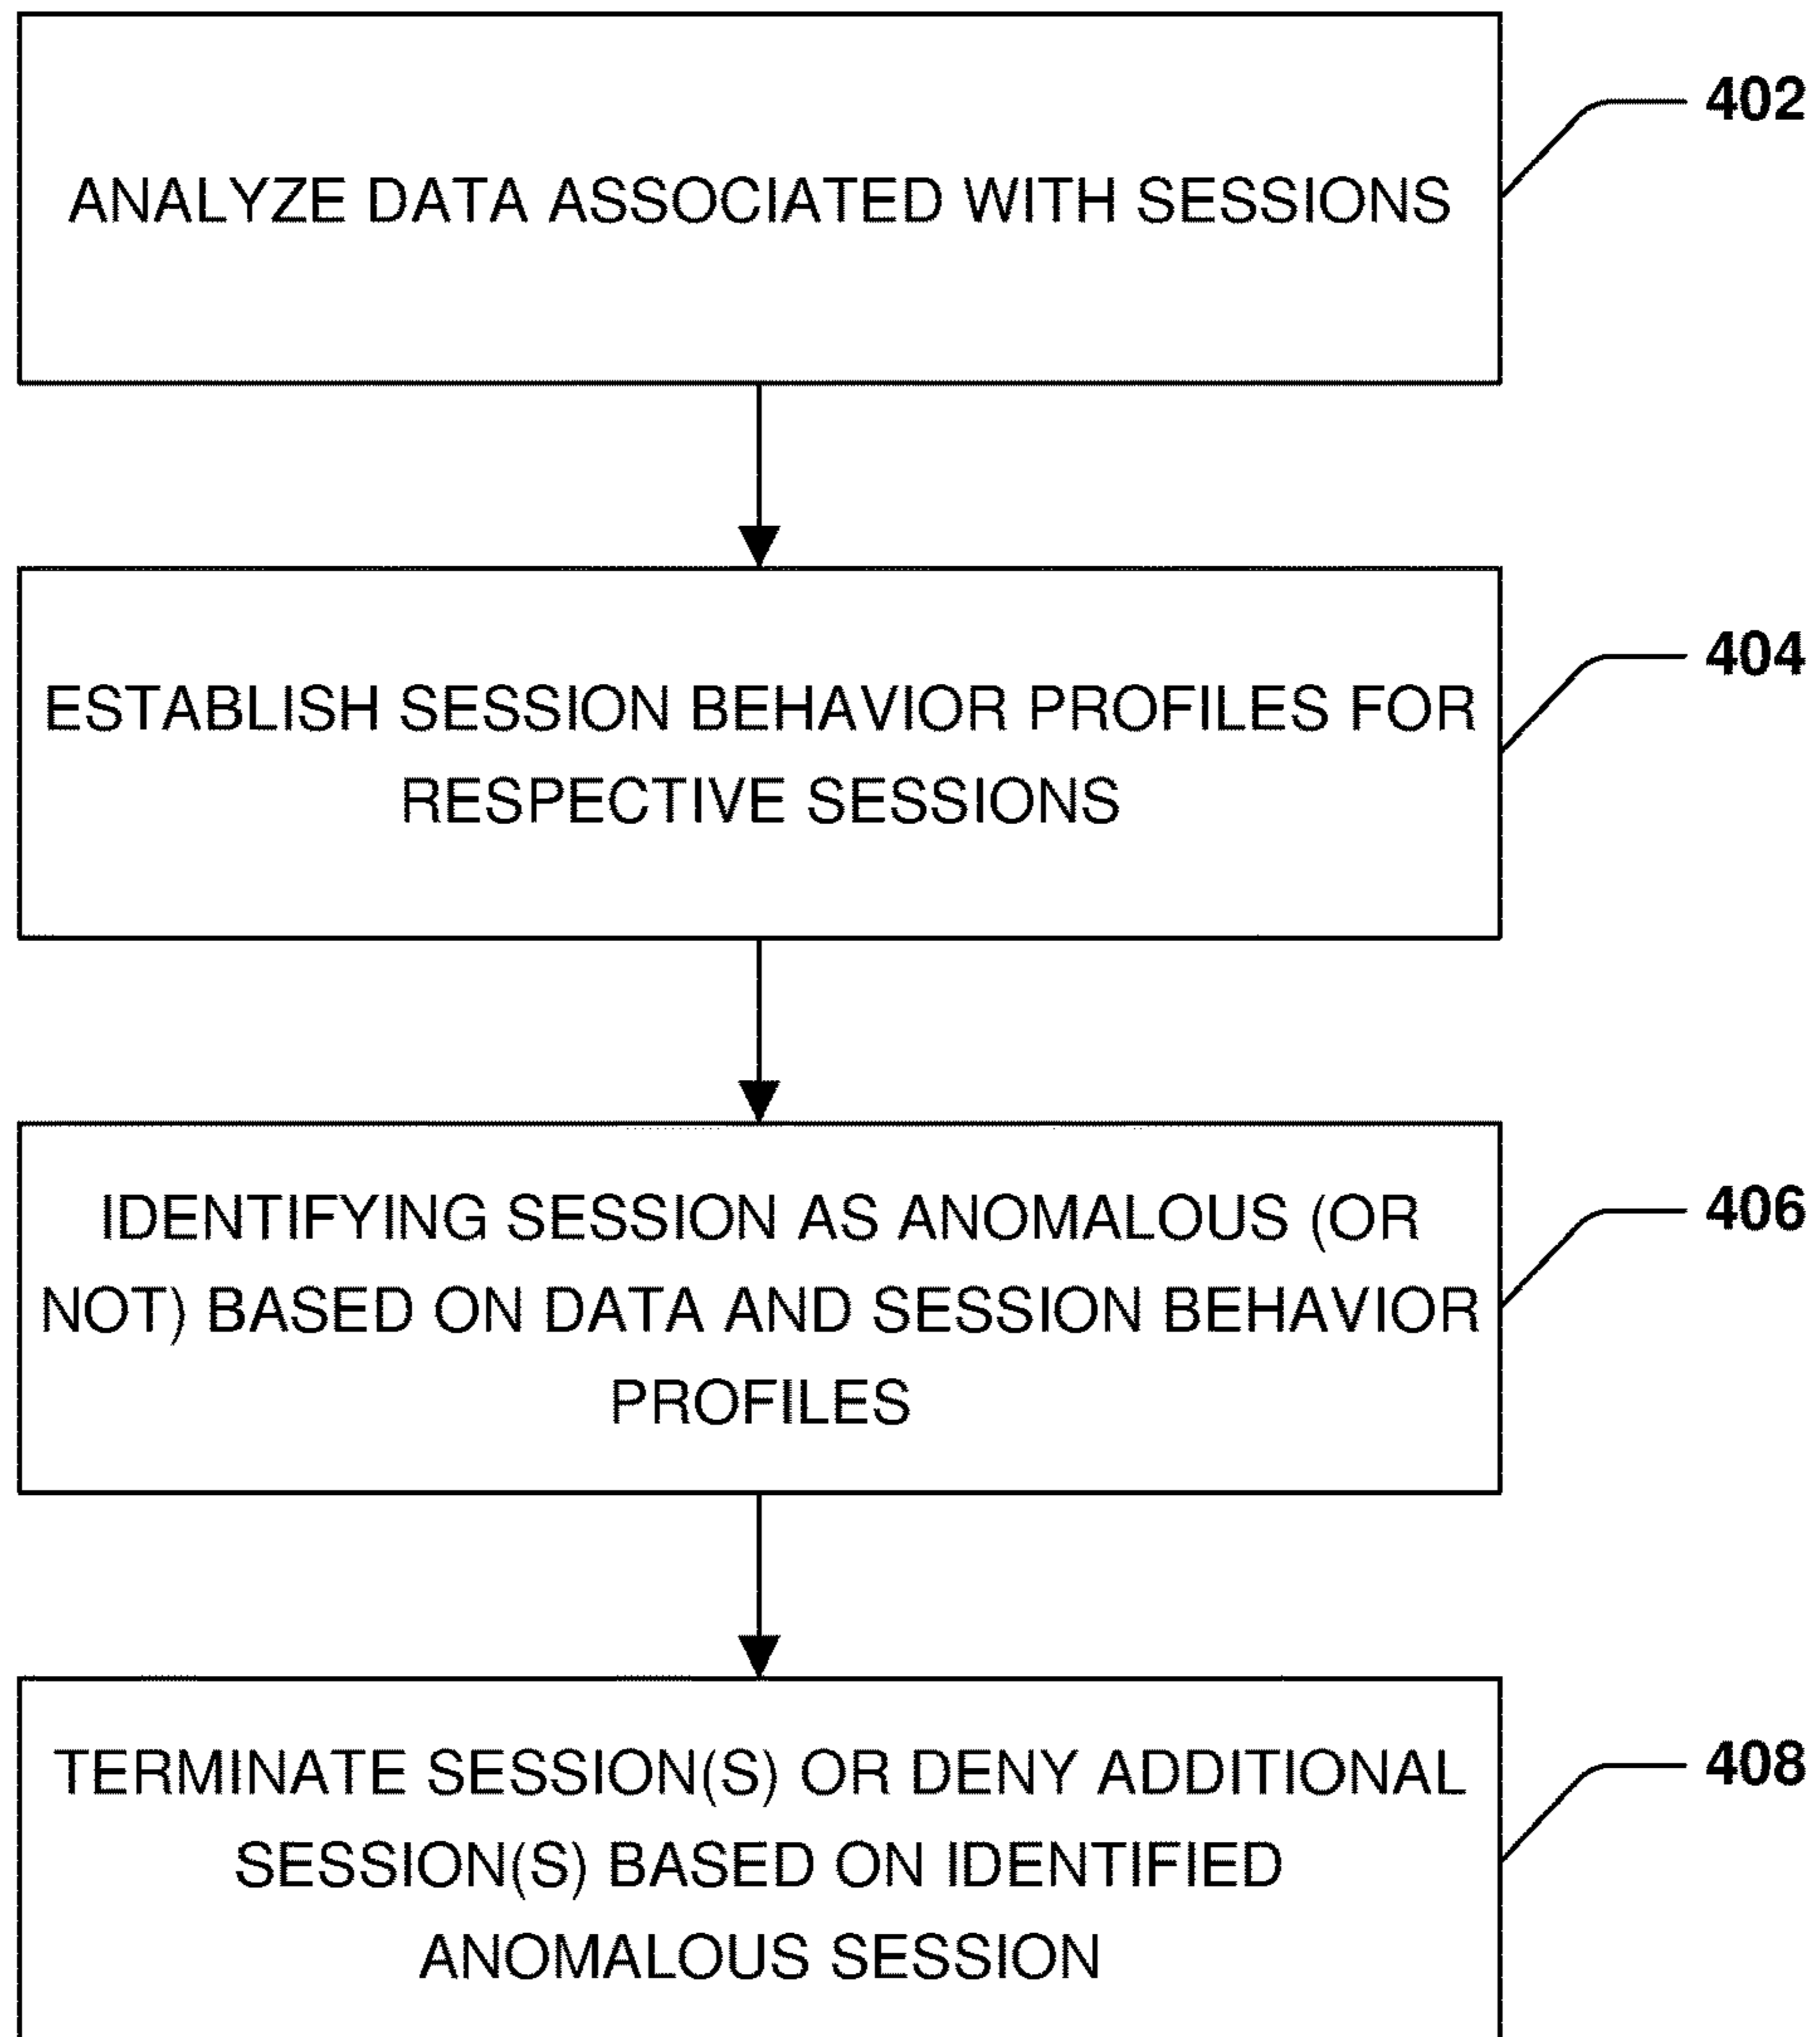 402
ANALYZE DATA ASSOCIATED WITH SESSIONS
404
ESTABLISH SESSION BEHAVIOR PROFILES FOR
RESPECTIVE SESSIONS
406
IDENTIFYING SESSION AS ANOMALOUS (OR
NOT) BASED ON DATA AND SESSION BEHAVIOR
PROFILES
408
TERMINATE SESSION(S) OR DENY ADDITIONAL
SESSION(S) BASED ON IDENTIFIED
ANOMALOUS SESSION